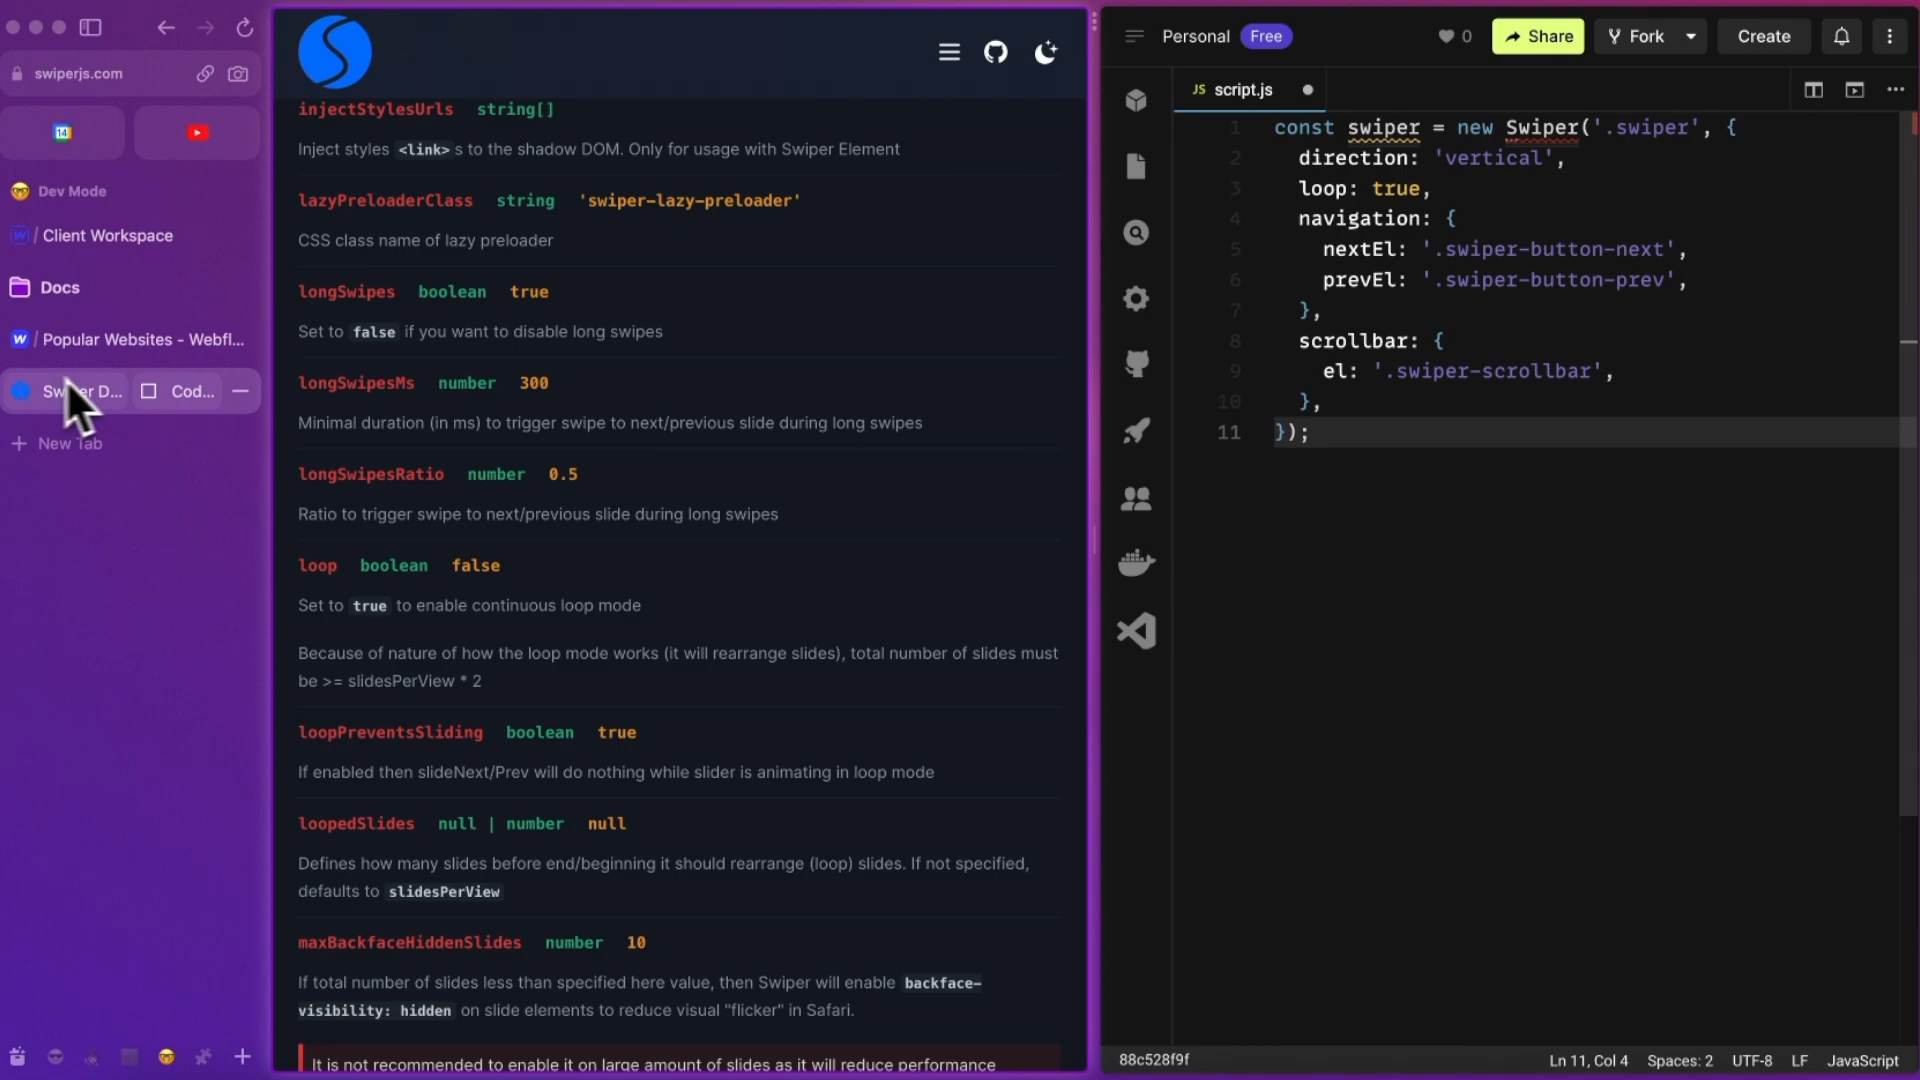 swiperjs.com
14
Dev Mode
W / Client Workspace
Docs
W / Popular Websites - Webfl...
Swiper D... Cod...
+ New Tab
injectStylesUrls string[]
Inject styles <link>s to the shadow DOM. Only for usage with Swiper Element
lazyPreloaderClass string 'swiper-lazy-preloader'
CSS class name of lazy preloader
longSwipes boolean true
Set to false if you want to disable long swipes
longSwipesMs number 300
Minimal duration (in ms) to trigger swipe to next/previous slide during long swipes
longSwipesRatio number 0.5
Ratio to trigger swipe to next/previous slide during long swipes
loop boolean false
Set to true to enable continuous loop mode
Because of nature of how the loop mode works (it will rearrange slides), total number of slides must
be >= slidesPerView * 2
loopPreventsSliding boolean true
If enabled then slideNext/Prev will do nothing while slider is animating in loop mode
loopedSlides null | number null
Defines how many slides before end/beginning it should rearrange (loop) slides. If not specified,
defaults to slidesPerView
maxBackfaceHiddenSlides number 10
If total number of slides less than specified here value, then Swiper will enable backface-
visibility: hidden on slide elements to reduce visual "flicker" in Safari.
It is not recommended to enable it on large amount of slides as it will reduce performance
Personal Free 0 Share Fork Create
JS script.js
1 const swiper = new Swiper('.swiper', {
2 direction: 'vertical',
3 loop: true,
4 navigation: {
5 nextEl: '.swiper-button-next',
6 prevEl: '.swiper-button-prev',
7 },
8 scrollbar: {
9 el: '.swiper-scrollbar',
10 },
11 });
88c528f9f Ln 11, Col 4 Spaces: 2 UTF-8 LF JavaScript